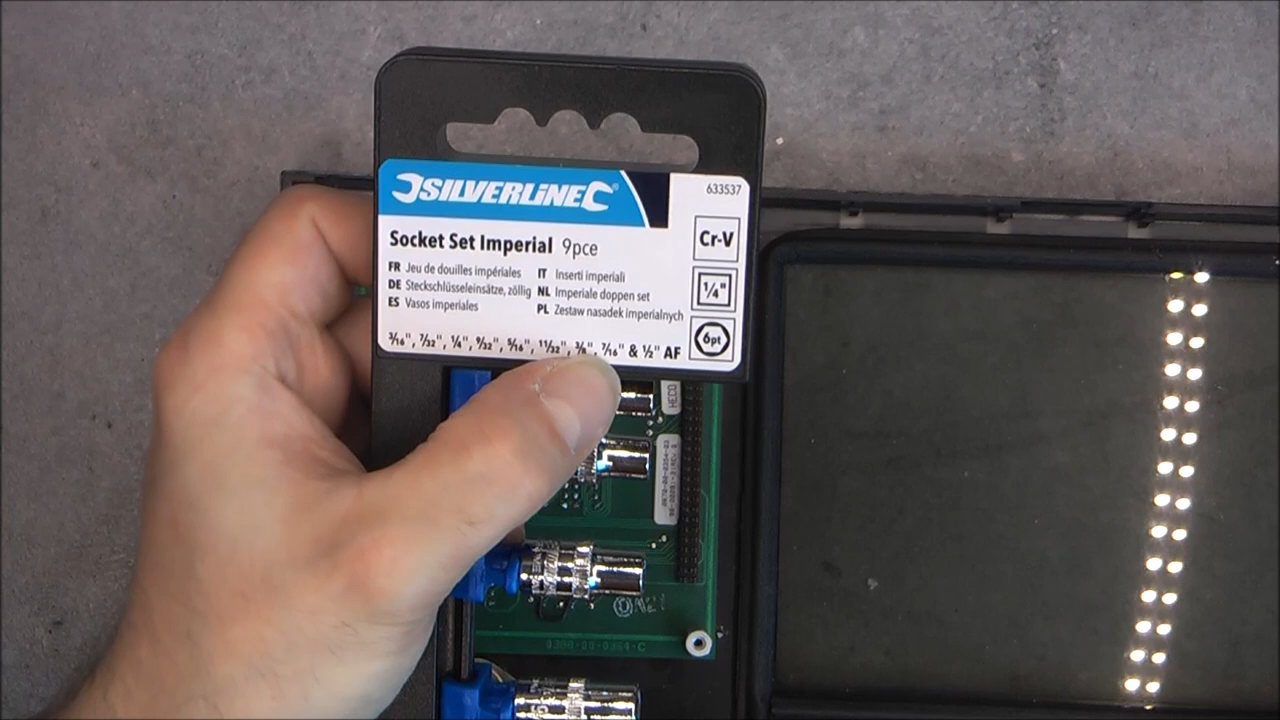 SILVERLINE®
633537
Socket Set Imperial 9pce
Cr-V
FR Jeu de douilles impériales
IT Inserti imperiali
1/4"
DE Steckschlüsseleinsätze, zöllig
NL Imperiale doppen set
ES Vasos imperiales
PL Zestaw nasadek imperialnych
6pt
3/16", 7/32", 1/4", 9/32", 5/16", 11/32", 3/8", 7/16" & 1/2" AF
HECO